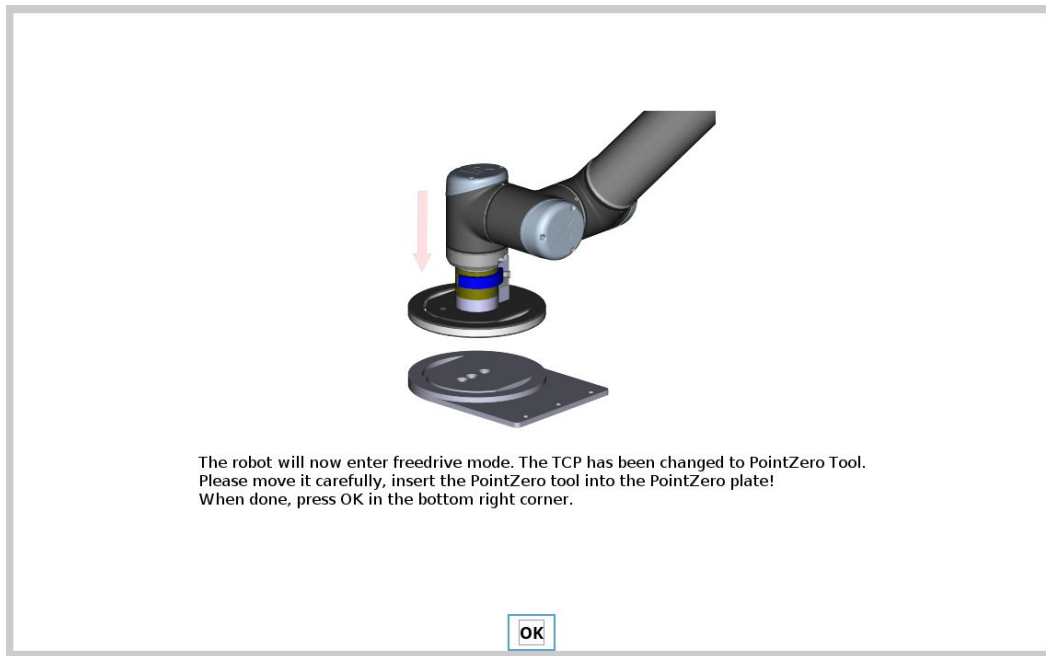 The robot will now enter freedrive mode. The TCP has been changed to PointZero Tool.
Please move it carefully, insert the PointZero tool into the PointZero plate!
When done, press OK in the bottom right corner.
OK